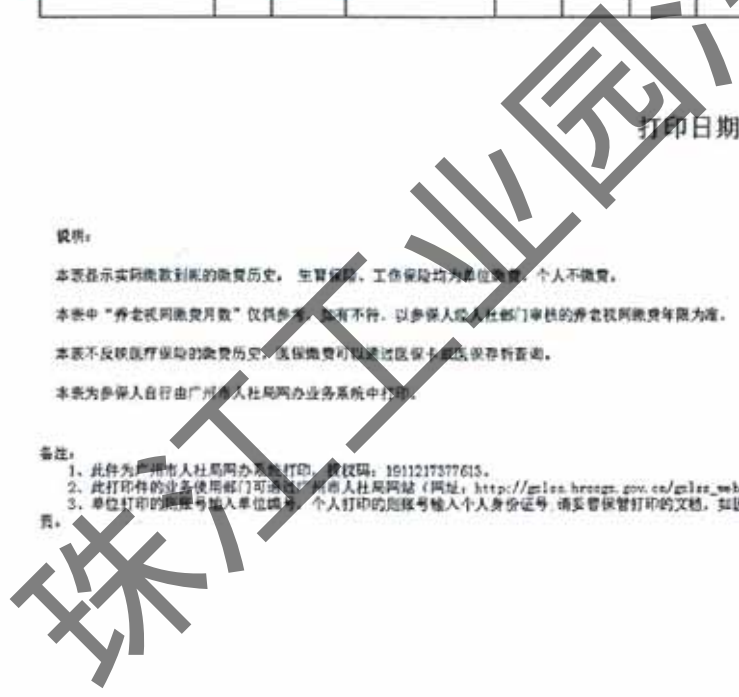 打印日期
说明:
本表显示实际缴款到账的缴费历史。 生育保险、工伤保险均为单位缴费,个人不缴费。
本表中“养老视同缴费月数”仅供参考,如有不符,以参保人经人社部门审核的养老视同缴费年限为准。
本表不反映医疗保险的缴费历史,医保缴费可以通过医保卡或医保存折查询。
本表为参保人自行由广州市人社局网办业务系统中打印。
备注:
1、此件为广州市人社局网办系统打印,授权码:1911217377613。
2、此打印件的业务使用部门可通过广州市人社局网站(网址:http://gzlss.hrssgz.gov.cn/gzlss_web
3、单位打印的则账号输入单位编号,个人打印的则账号输入个人身份证号 请妥善保管打印的文档,如因
页。
珠江工业园